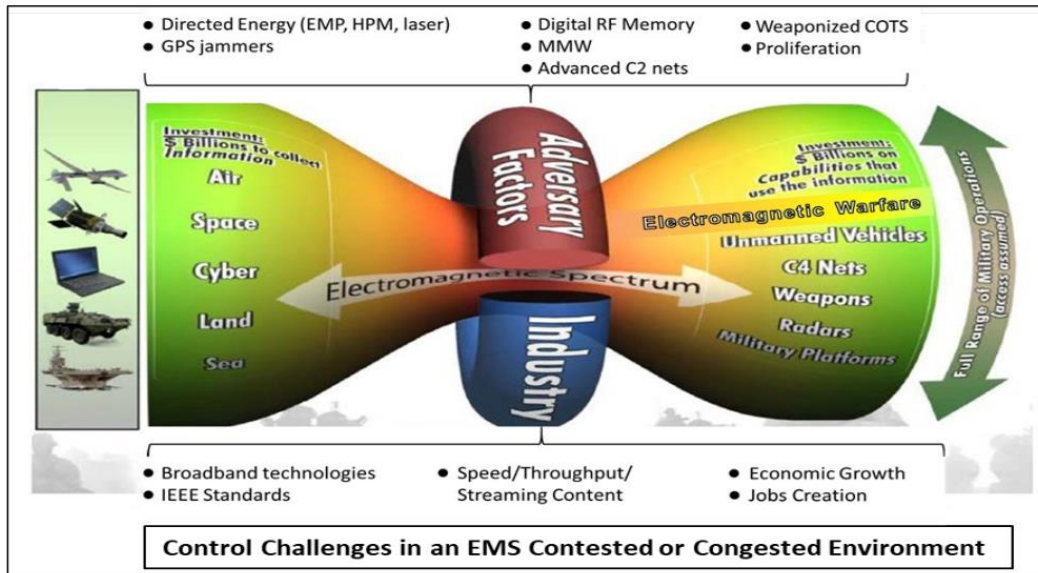 ● Directed Energy (EMP, HPM, laser)
● GPS jammers
● Digital RF Memory
● MMW
● Advanced C2 nets
● Weaponized COTS
● Proliferation
Investment:
$ Billions to collect
Information
Air
Space
Cyber
Land
Sea
Adversary
Factors
Electromagnetic Spectrum
Industry
Investment:
$ Billions on
Capabilities that
use the information
Electromagnetic Warfare
Unmanned Vehicles
C4 Nets
Weapons
Radars
Military Platforms
Full Range of Military Operations
(access assumed)
● Broadband technologies
● IEEE Standards
● Speed/Throughput/
Streaming Content
● Economic Growth
● Jobs Creation
Control Challenges in an EMS Contested or Congested Environment